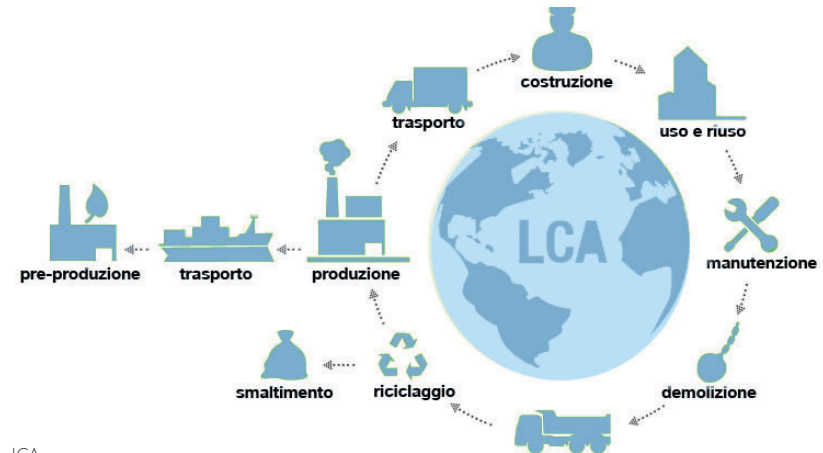 costruzione
trasporto
uso e riuso
LCA
pre-produzione
trasporto
produzione
manutenzione
smaltimento
riciclaggio
demolizione